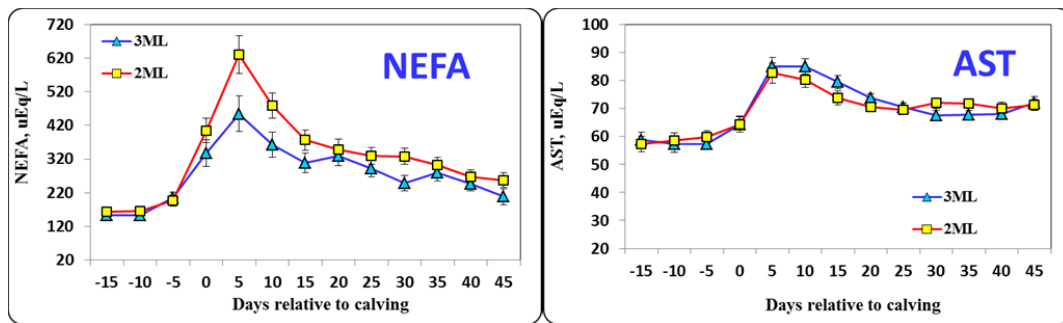 NEFA
3ML
2ML
NEFA, uEq/L
720
620
520
420
320
220
120
20
-15 -10 -5 0 5 10 15 20 25 30 35 40 45
Days relative to calving
AST
3ML
2ML
AST, uEq/L
100
90
80
70
60
50
40
30
20
-15 -10 -5 0 5 10 15 20 25 30 35 40 45
Days relative to calving